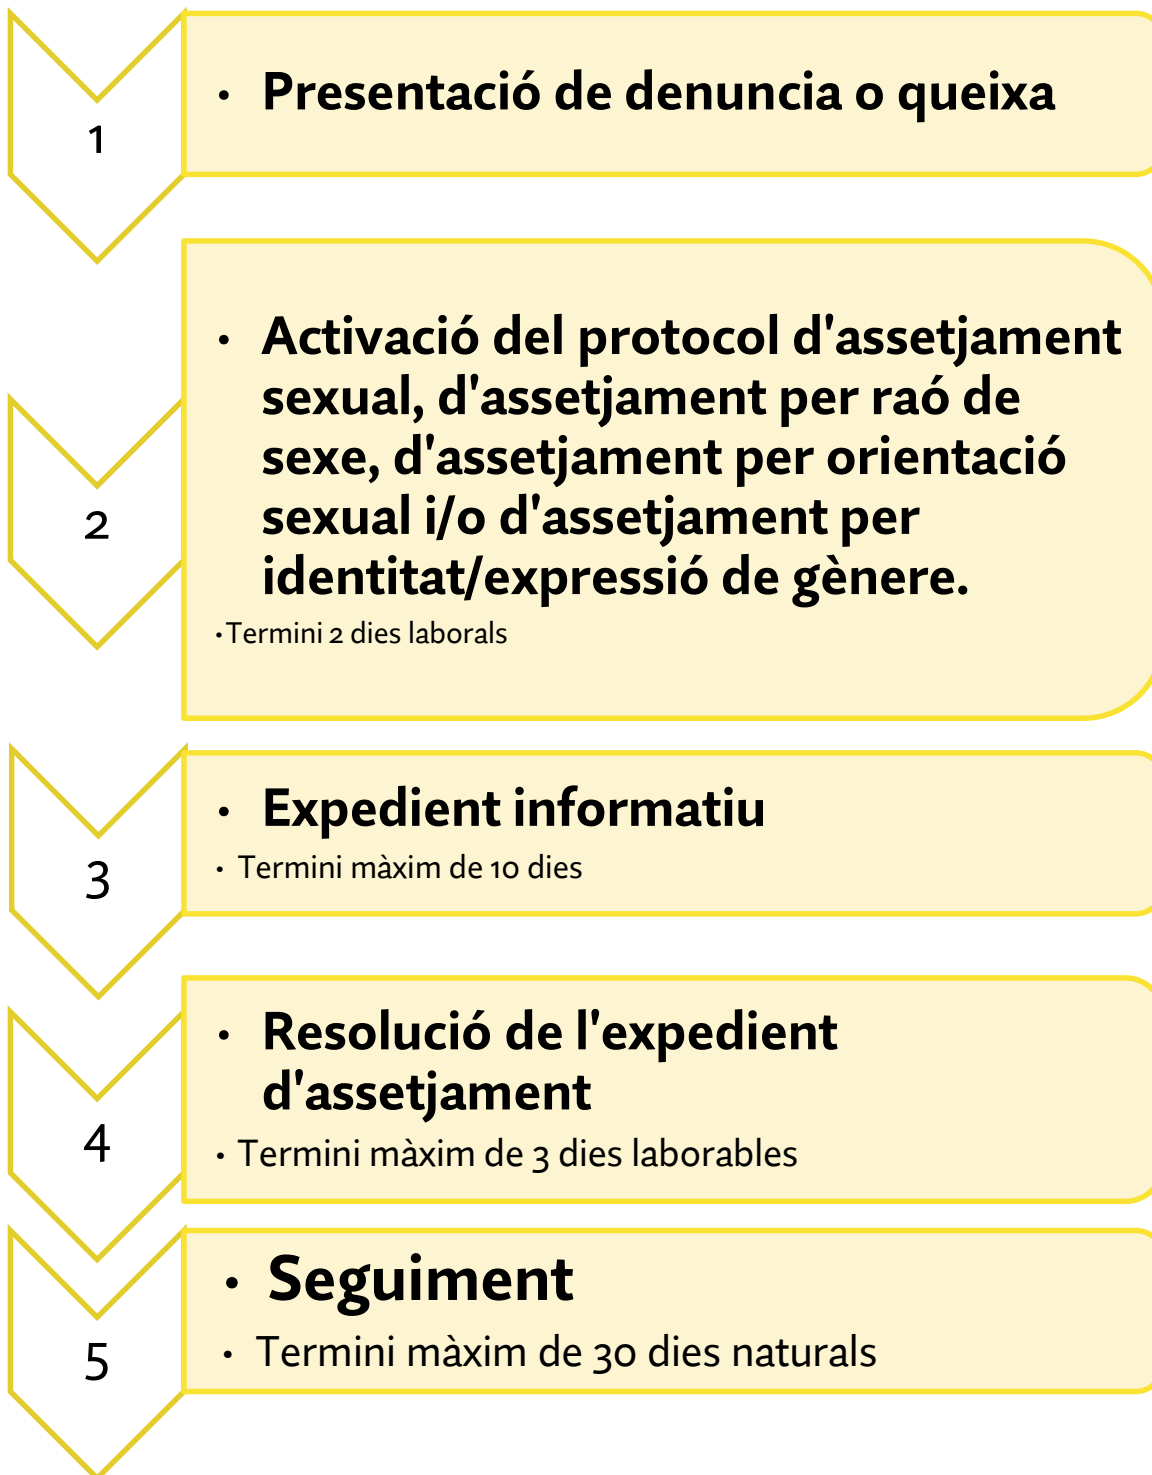 1
• Presentació de denuncia o queixa
2
• Activació del protocol d'assetjament
sexual, d'assetjament per raó de
sexe, d'assetjament per orientació
sexual i/o d'assetjament per
identitat/expressió de gènere.
•Termini 2 dies laborals
3
• Expedient informatiu
• Termini màxim de 10 dies
4
• Resolució de l'expedient
d'assetjament
• Termini màxim de 3 dies laborables
5
• Seguiment
• Termini màxim de 30 dies naturals